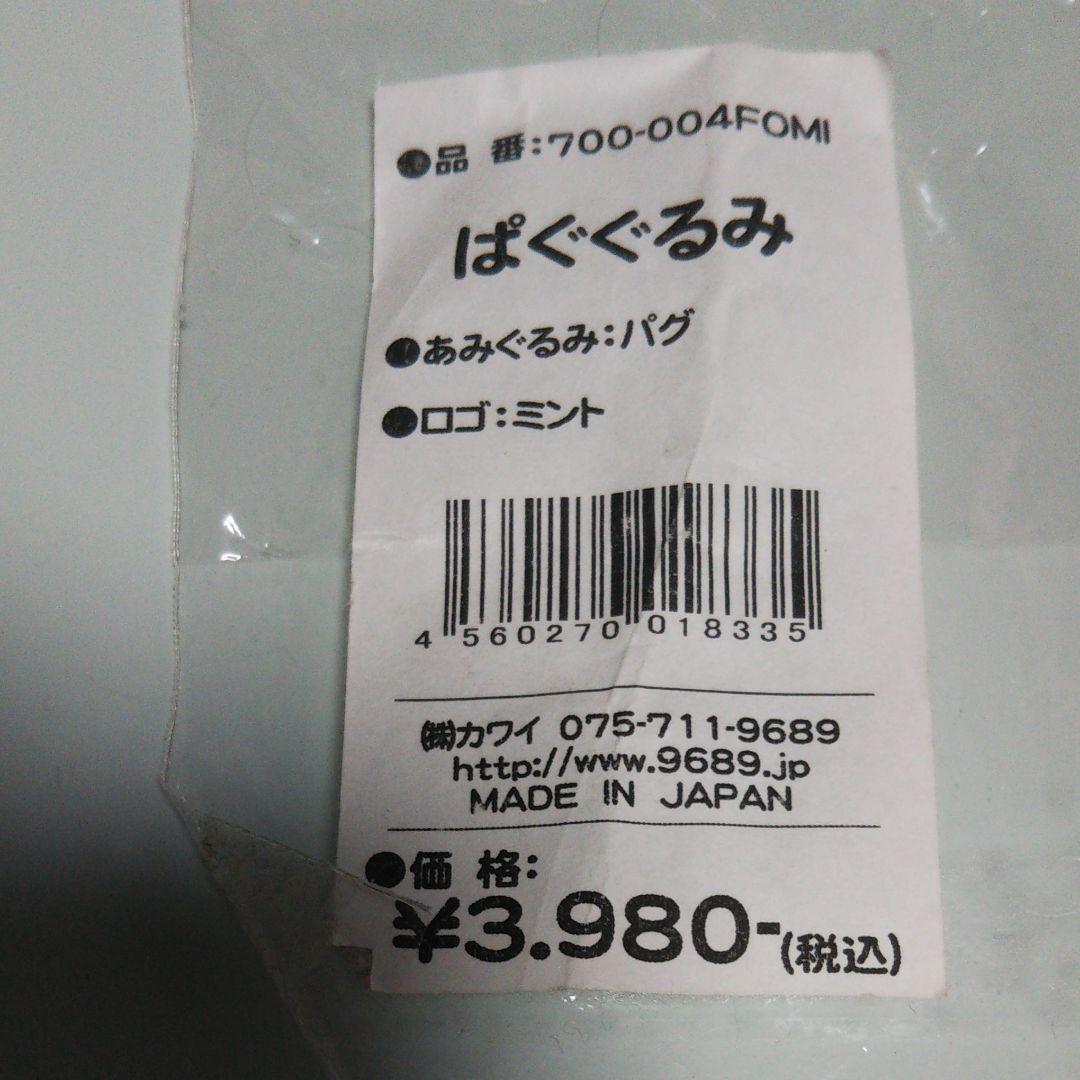 ●品 番:700-004FOMI
ぱぐぐるみ
●あみぐるみ:パグ
●ロゴ:ミント
4 560270 018335
㈱カワイ 075-711-9689
http://www.9689.jp
MADE IN JAPAN
●価 格:
¥3.980-(税込)